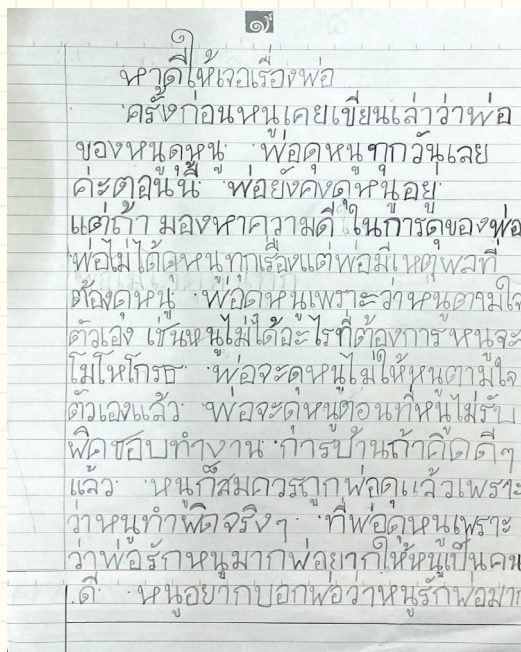 ๑
หาดีให้เจอเรื่องพ่อ
ครั้งก่อนหนูเคยเขียนเล่าว่าพ่อ
ของหนูดุหนู พ่อดุหนูทุกวันเลย
ค่ะตอนนี้ พ่อยังคงดุหนูอยู่
แต่ถ้า มองหาความดี ในการดุของพ่อ
พ่อไม่ได้ดุหนูทุกเรื่องแต่พ่อมีเหตุผลที่
ต้องดุหนู พ่อดุหนูเพราะว่าหนูตามใจ
ตัวเอง เช่นหนูไม่ได้อะไรที่ต้องการ หนูจะ
โมโหโกรธ พ่อจะดุหนูไม่ให้หนูตามใจ
ตัวเองแล้ว พ่อจะดุหนูตอนที่หนูไม่รับ
ผิดชอบทำงาน การบ้านถ้าคิดดีๆ
แล้ว หนูก็สมควรถูกพ่อดุแล้วเพราะ
ว่าหนูทำผิดจริงๆ ที่พ่อดุหนูเพราะ
ว่าพ่อรักหนูมากพ่อยากให้หนูเป็นคน
ดี หนูอยากบอกพ่อว่าหนูรักพ่อมาก